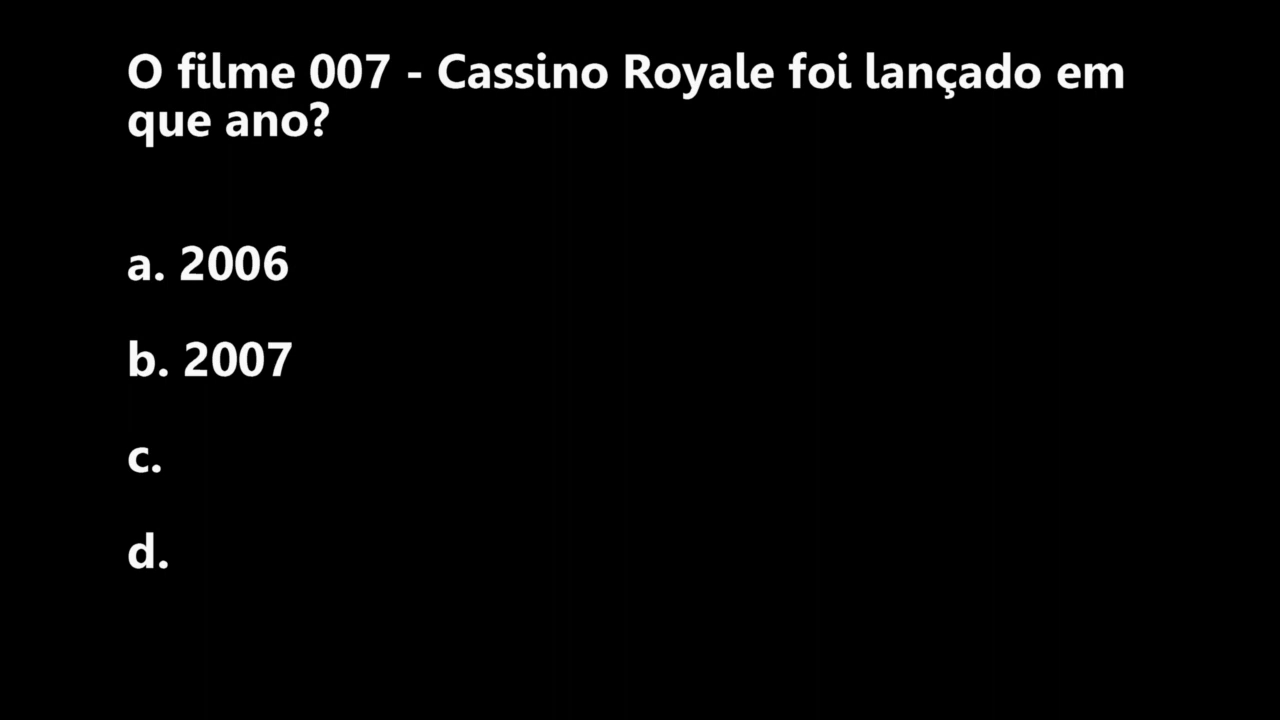 O filme 007 - Cassino Royale foi lançado em
que ano?
a. 2006
b. 2007
c.
d.